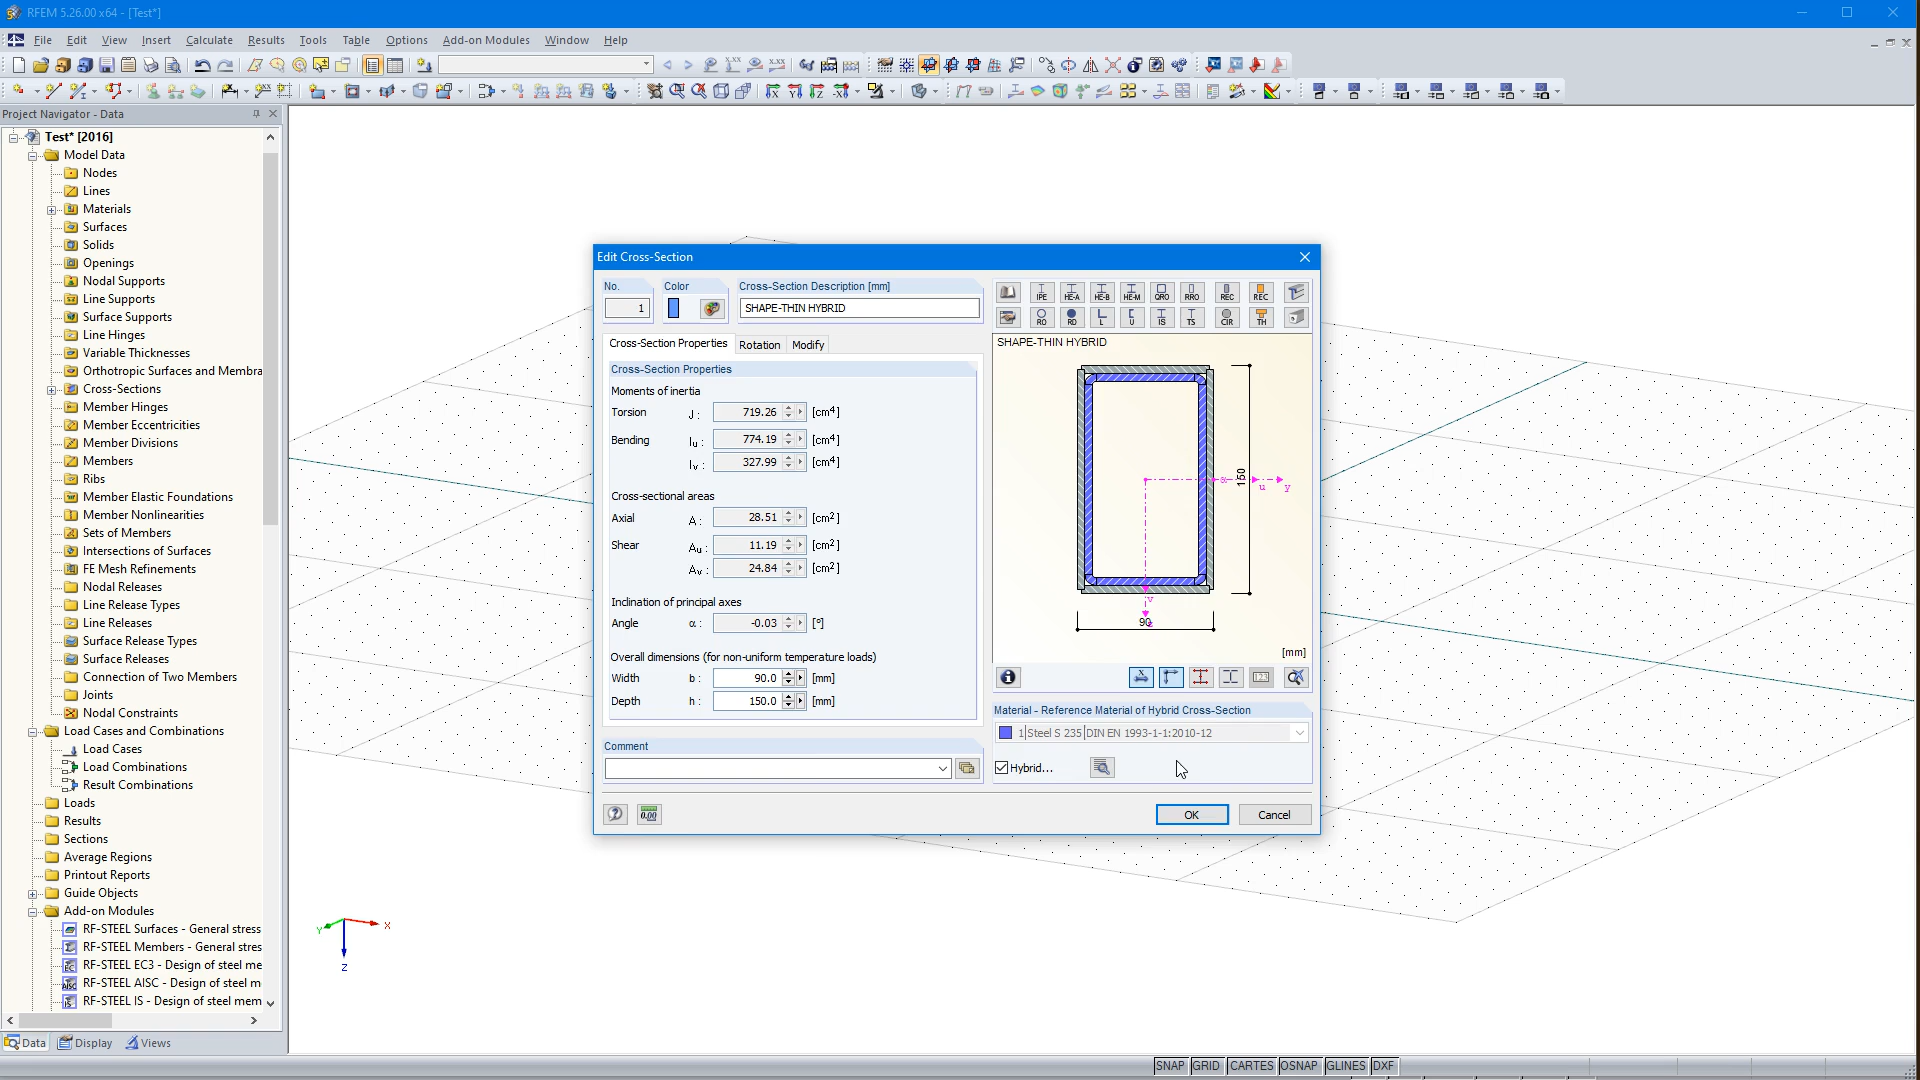 RFEM 5.26.00 x64 - [Test*]
File Edit View Insert Calculate Results Tools Table Options Add-on Modules Window Help
Project Navigator - Data
Test* [2016]
Model Data
Nodes
Lines
Materials
Surfaces
Solids
Openings
Nodal Supports
Line Supports
Surface Supports
Line Hinges
Variable Thicknesses
Orthotropic Surfaces and Membra
Cross-Sections
Member Hinges
Member Eccentricities
Member Divisions
Members
Ribs
Member Elastic Foundations
Member Nonlinearities
Sets of Members
Intersections of Surfaces
FE Mesh Refinements
Nodal Releases
Line Release Types
Line Releases
Surface Release Types
Surface Releases
Connection of Two Members
Joints
Nodal Constraints
Load Cases and Combinations
Load Cases
Load Combinations
Result Combinations
Loads
Results
Sections
Average Regions
Printout Reports
Guide Objects
Add-on Modules
RF-STEEL Surfaces - General stress
RF-STEEL Members - General stres
RF-STEEL EC3 - Design of steel me
RF-STEEL AISC - Design of steel m
RF-STEEL IS - Design of steel mem
Data Display Views
Edit Cross-Section
No. Color Cross-Section Description [mm]
1 SHAPE-THIN HYBRID
Cross-Section Properties Rotation Modify
Cross-Section Properties
Moments of inertia
Torsion J : 719.26 [cm4]
Bending Iu : 774.19 [cm4]
Iv : 327.99 [cm4]
Cross-sectional areas
Axial A : 28.51 [cm2]
Shear Au : 11.19 [cm2]
Av : 24.84 [cm2]
Inclination of principal axes
Angle α : -0.03 [°]
Overall dimensions (for non-uniform temperature loads)
Width b : 90.0 [mm]
Depth h : 150.0 [mm]
Comment
IPE HE-A HE-B HE-M QRO RRO REC REC
RO RD L U IS TS CIR TH
SHAPE-THIN HYBRID
150
α u y
v
90
[mm]
Material - Reference Material of Hybrid Cross-Section
1 Steel S 235 DIN EN 1993-1-1:2010-12
Hybrid...
0.00
OK Cancel
X
Y
Z
SNAP GRID CARTES OSNAP GLINES DXF